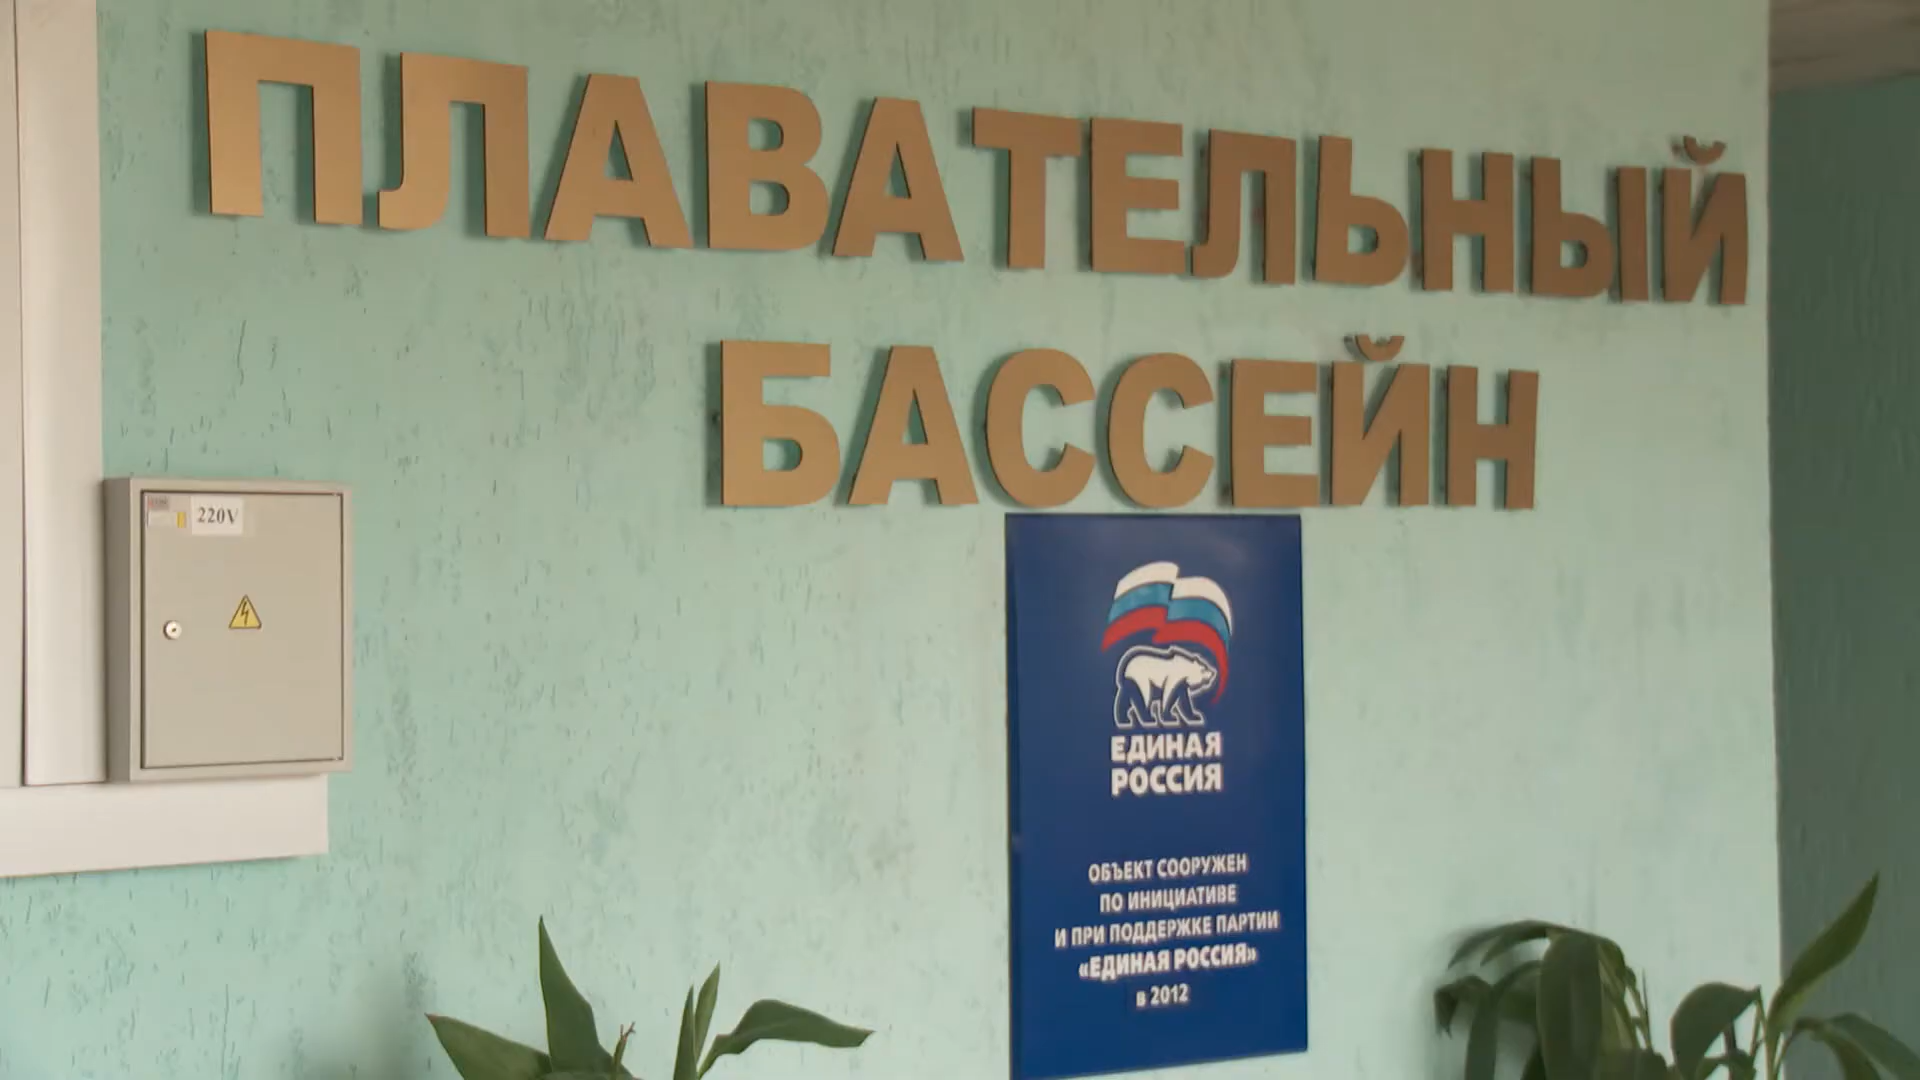 ПЛАВАТЕЛЬНЫЙ
БАССЕЙН
220V
ЕДИНАЯ
РОССИЯ
ОБЪЕКТ СООРУЖЕН
ПО ИНИЦИАТИВЕ
И ПРИ ПОДДЕРЖКЕ ПАРТИИ
«ЕДИНАЯ РОССИЯ»
в 2012